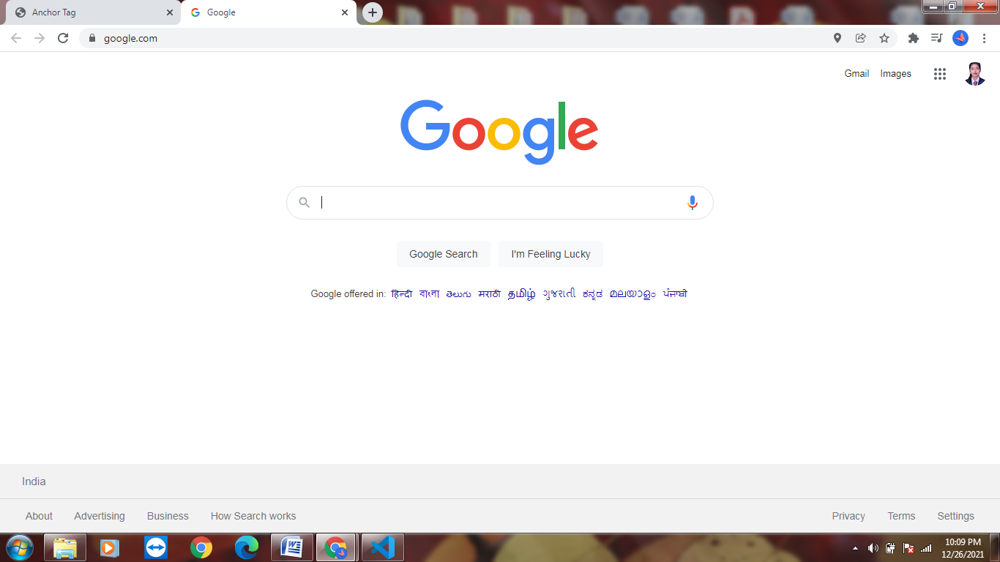 Anchor Tag
Google
google.com
Gmail Images
Google
Google Search I'm Feeling Lucky
Google offered in: हिन्दी বাংলা తెలుగు मराठी தமிழ் ગુજરાતી ಕನ್ನಡ മലയാളം ਪੰਜਾਬੀ
India
About Advertising Business How Search works Privacy Terms Settings
10:09 PM
12/26/2021